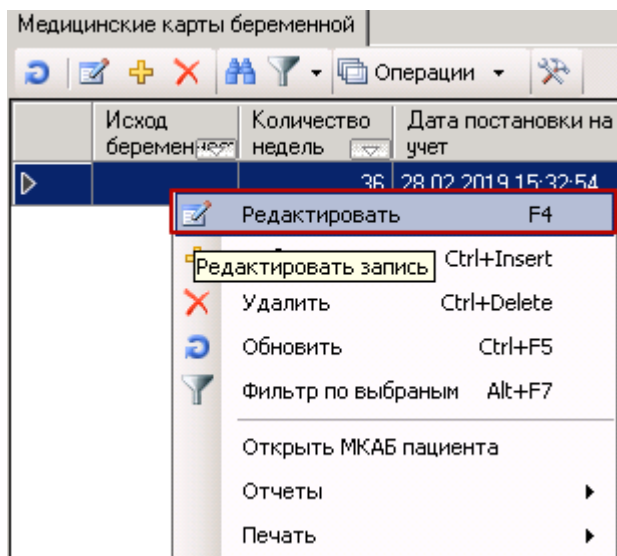 Медицинские карты беременной
Операции
Исход
Количество
Дата постановки на
недель
учет
36 28.02.2019 15:32:54
Редактировать F4
Ctrl+Insert
Редактировать запись
Удалить Ctrl+Delete
Обновить Ctrl+F5
Фильтр по выбраным Alt+F7
Открыть МКАБ пациента
Отчеты
Печать